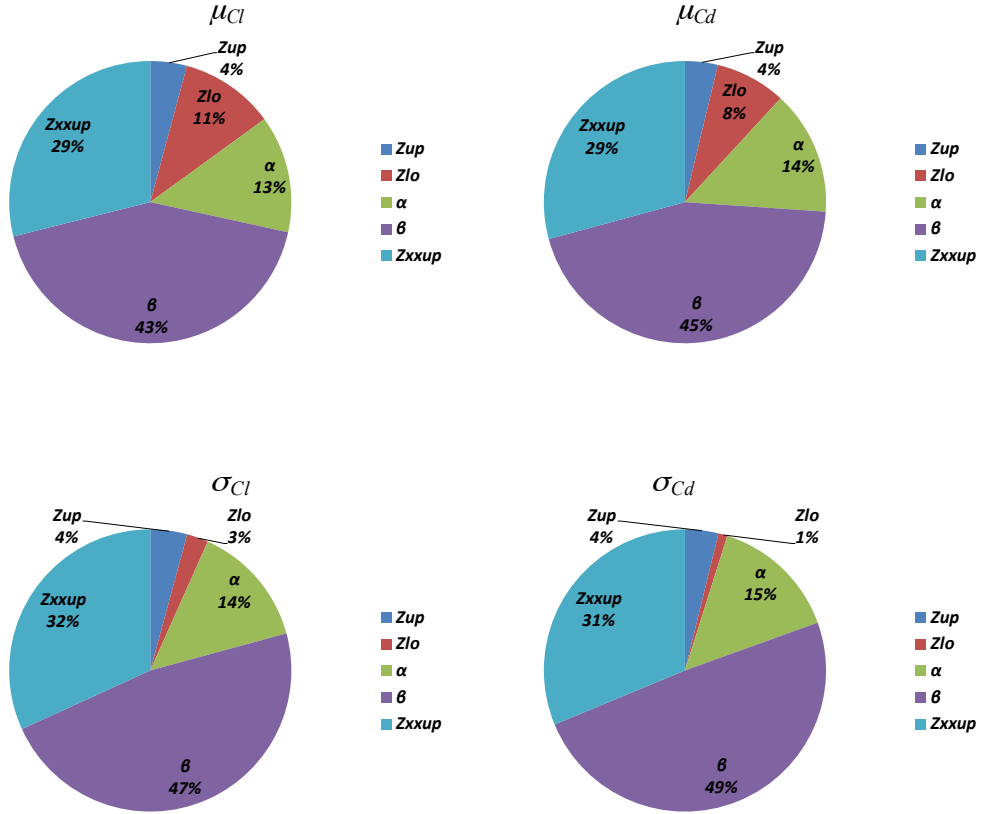 μCl
Zup
4%
Zlo
11%
α
13%
β
43%
Zxxup
29%
Zup
Zlo
α
β
Zxxup
μCd
Zup
4%
Zlo
8%
α
14%
β
45%
Zxxup
29%
Zup
Zlo
α
β
Zxxup
σCl
Zup
4%
Zlo
3%
α
14%
β
47%
Zxxup
32%
Zup
Zlo
α
β
Zxxup
σCd
Zup
4%
Zlo
1%
α
15%
β
49%
Zxxup
31%
Zup
Zlo
α
β
Zxxup